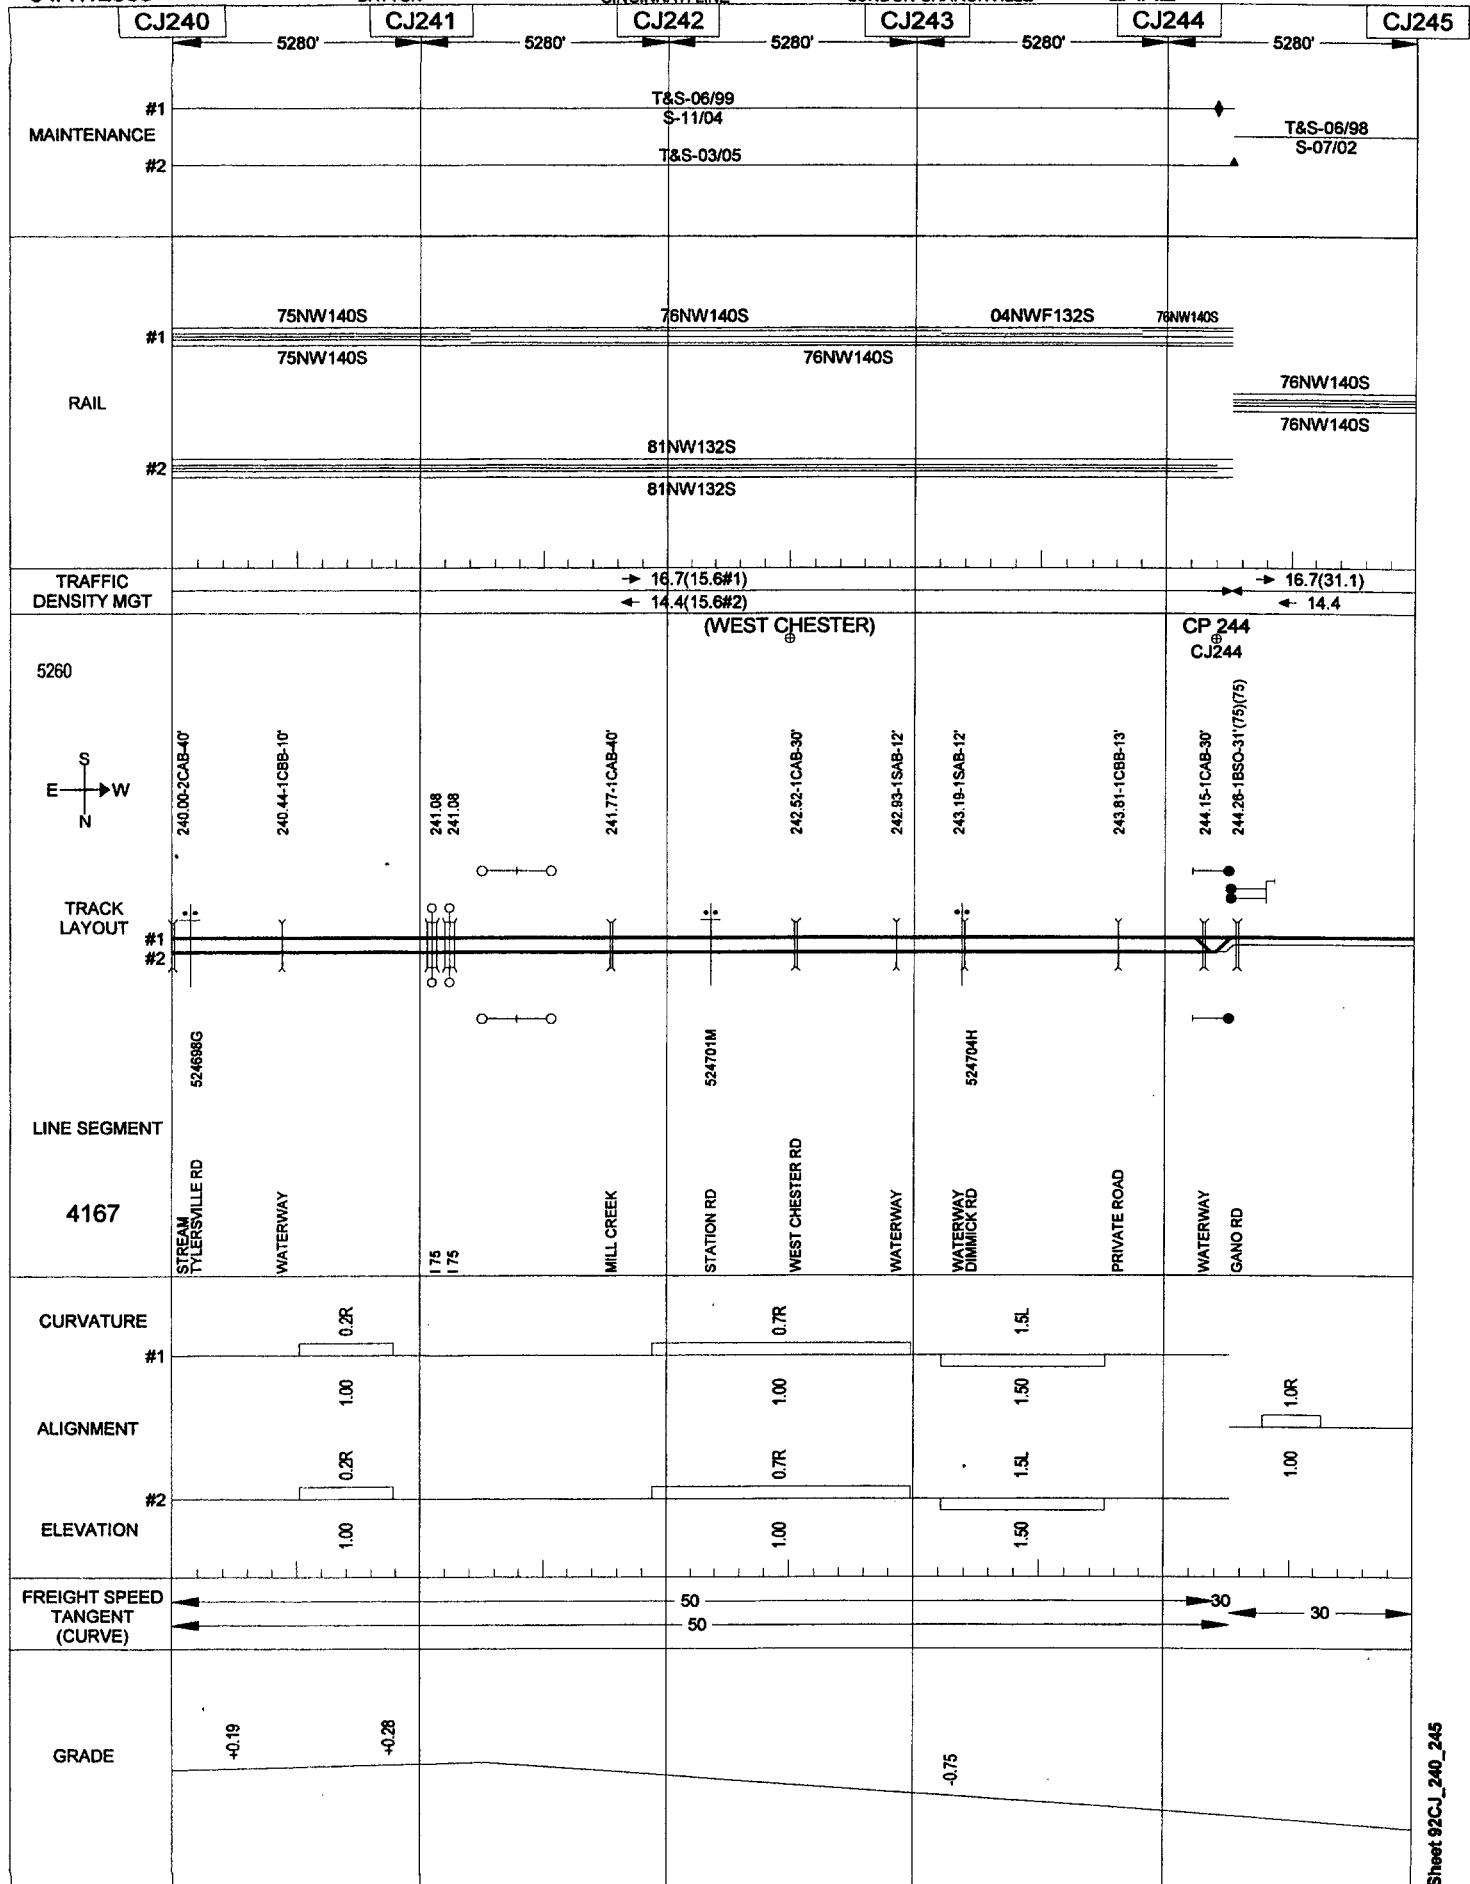 CJ240
CJ241
CJ242
CJ243
CJ244
CJ245
5280'
5280'
5280'
5280'
5280'
MAINTENANCE
#1
T&S-06/99
S-11/04
#2
T&S-03/05
T&S-06/98
S-07/02
RAIL
#1
75NW140S
76NW140S
04NWF132S
76NW140S
75NW140S
76NW140S
76NW140S
76NW140S
#2
81NW132S
81NW132S
TRAFFIC
DENSITY MGT
→ 16.7(15.6#1)
← 14.4(15.6#2)
→ 16.7(31.1)
← 14.4
(WEST CHESTER)
CP 244
CJ244
5260
S
E
W
N
240.00-2CAB-40'
240.44-1CBB-10'
241.08
241.08
241.77-1CAB-40'
242.52-1CAB-30'
242.93-1SAB-12'
243.19-1SAB-12'
243.81-1CBB-13'
244.15-1CAB-30'
244.26-1BSO-31'(75)(75)
TRACK
LAYOUT
#1
#2
524698G
524701M
524704H
LINE SEGMENT
4167
STREAM
TYLERSVILLE RD
WATERWAY
I 75
I 75
MILL CREEK
STATION RD
WEST CHESTER RD
WATERWAY
WATERWAY
DIMMICK RD
PRIVATE ROAD
WATERWAY
GANO RD
CURVATURE
#1
0.2R
0.7R
1.5L
1.00
1.00
1.50
ALIGNMENT
1.0R
1.00
#2
0.2R
0.7R
1.5L
ELEVATION
1.00
1.00
1.50
FREIGHT SPEED
TANGENT
(CURVE)
50
30
50
30
GRADE
+0.19
+0.28
-0.75
Sheet 92CJ_240_245